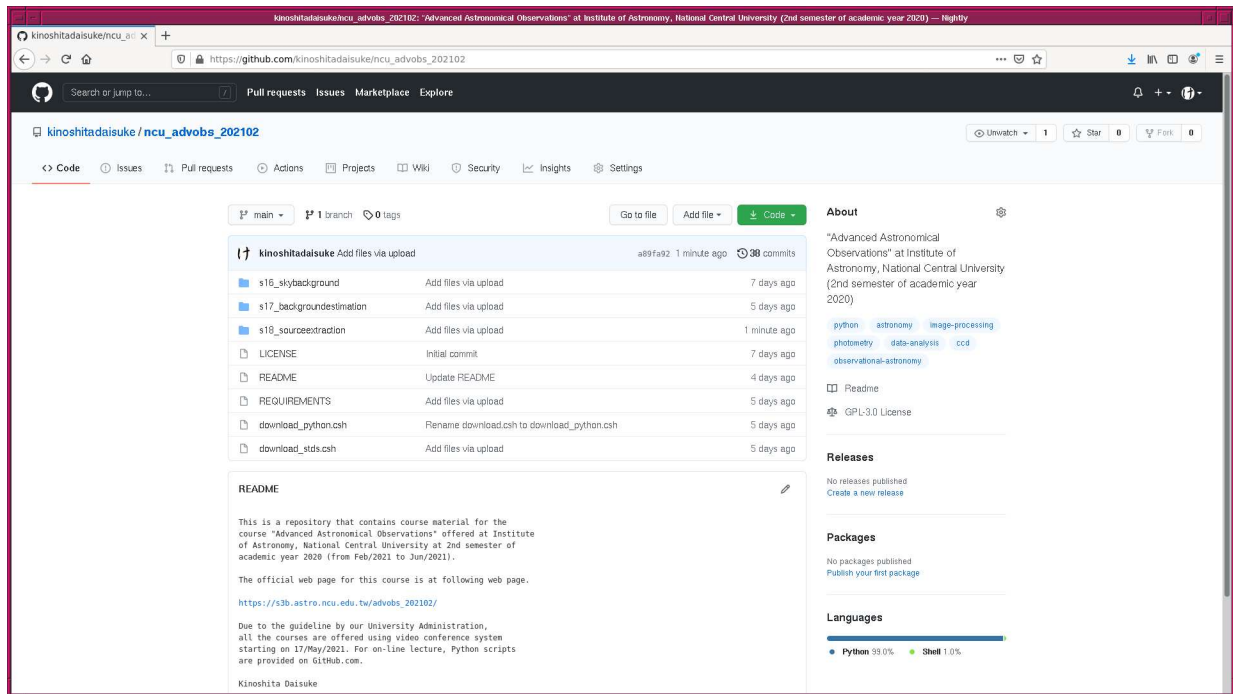 kinoshitadaisuke/ncu_advobs_202102: "Advanced Astronomical Observations" at Institute of Astronomy, National Central University (2nd semester of academic year 2020) — Nightly
kinoshitadaisuke/ncu_ad
https://github.com/kinoshitadaisuke/ncu_advobs_202102
Search or jump to... / Pull requests Issues Marketplace Explore
kinoshitadaisuke / ncu_advobs_202102
Unwatch 1 Star 0 Fork 0
<> Code Issues Pull requests Actions Projects Wiki Security Insights Settings
main 1 branch 0 tags Go to file Add file Code
kinoshitadaisuke Add files via upload a89fa92 1 minute ago 38 commits
s16_skybackground Add files via upload 7 days ago
s17_backgroundestimation Add files via upload 5 days ago
s18_sourceextraction Add files via upload 1 minute ago
LICENSE Initial commit 7 days ago
README Update README 4 days ago
REQUIREMENTS Add files via upload 5 days ago
download_python.csh Rename download.csh to download_python.csh 5 days ago
download_stds.csh Add files via upload 5 days ago
README
This is a repository that contains course material for the
course "Advanced Astronomical Observations" offered at Institute
of Astronomy, National Central University at 2nd semester of
academic year 2020 (from Feb/2021 to Jun/2021).
The official web page for this course is at following web page.
https://s3b.astro.ncu.edu.tw/advobs_202102/
Due to the guideline by our University Administration,
all the courses are offered using video conference system
starting on 17/May/2021. For on-line lecture, Python scripts
are provided on GitHub.com.
Kinoshita Daisuke
About
"Advanced Astronomical
Observations" at Institute of
Astronomy, National Central University
(2nd semester of academic year
2020)
python astronomy image-processing
photometry data-analysis ccd
observational-astronomy
Readme
GPL-3.0 License
Releases
No releases published
Create a new release
Packages
No packages published
Publish your first package
Languages
Python 99.0% Shell 1.0%